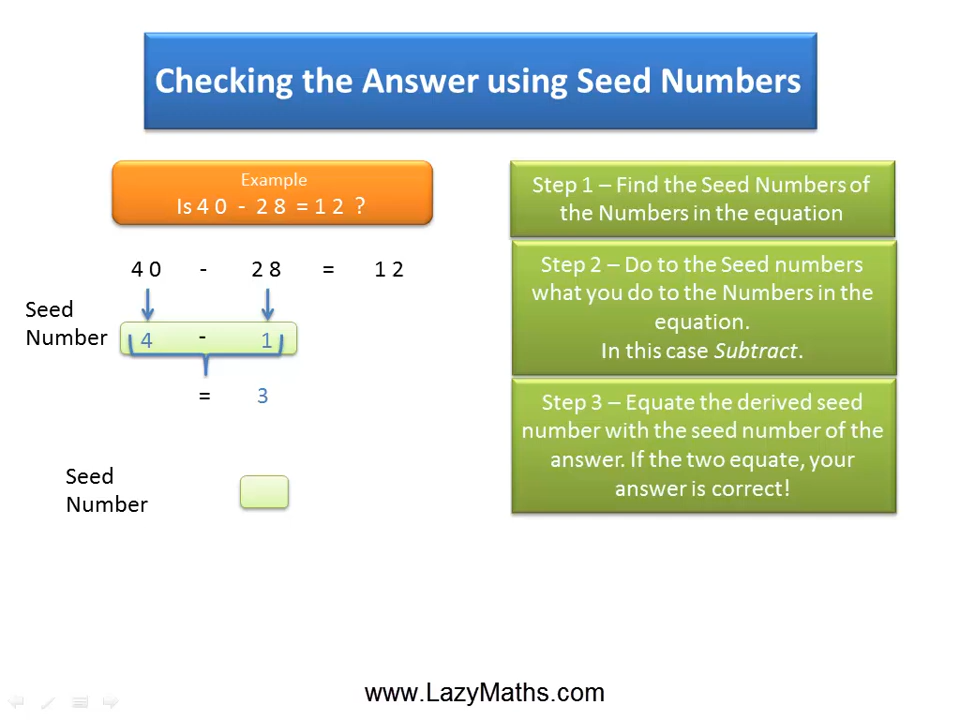 Checking the Answer using Seed Numbers
Example
Is 4 0 - 2 8 = 1 2 ?
4 0 - 2 8 = 1 2
Seed
Number
4 - 1
= 3
Seed
Number
Step 1 – Find the Seed Numbers of
the Numbers in the equation
Step 2 – Do to the Seed numbers
what you do to the Numbers in the
equation.
In this case Subtract.
Step 3 – Equate the derived seed
number with the seed number of the
answer. If the two equate, your
answer is correct!
www.LazyMaths.com